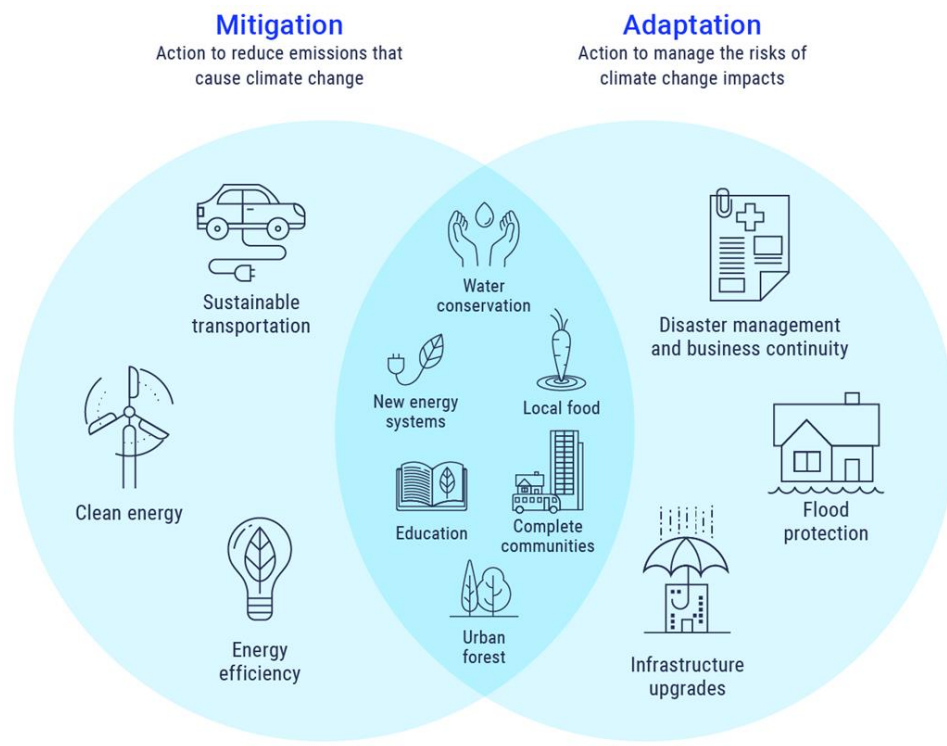 Mitigation
Action to reduce emissions that
cause climate change
Adaptation
Action to manage the risks of
climate change impacts
Sustainable
transportation
Clean energy
Energy
efficiency
Water
conservation
New energy
systems
Local food
Education
Complete
communities
Urban
forest
Disaster management
and business continuity
Flood
protection
Infrastructure
upgrades